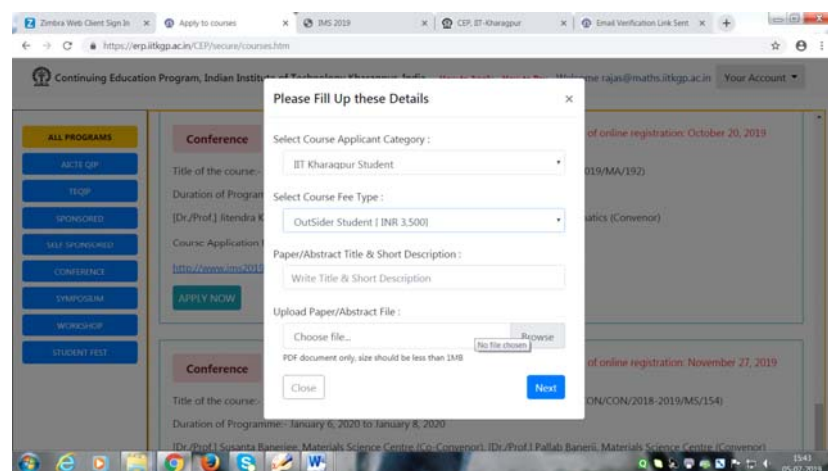 Zimbra Web Client Sign In
Apply to courses
IMS 2019
CEP, IIT-Kharagpur
Email Verification Link Sent
https://erp.iitkgp.ac.in/CEP/secure/courses.htm
Continuing Education Program, Indian Institute of Technology Kharagpur, India
Welcome rajas@maths.iitkgp.ac.in Your Account
Please Fill Up these Details ×
Select Course Applicant Category :
IIT Kharagpur Student
Select Course Fee Type :
OutSider Student [ INR 3,500]
Paper/Abstract Title & Short Description :
Write Title & Short Description
Upload Paper/Abstract File :
Choose file... Browse
No file chosen
PDF document only, size should be less than 1MB
Close Next
ALL PROGRAMS
AICTE QIP
TEQIP
SPONSORED
SELF SPONSORED
CONFERENCE
SYMPOSIUM
WORKSHOP
STUDENT FEST
Conference of online registration: October 20, 2019
Title of the course:- 019/MA/192)
Duration of Program
[Dr./Prof.] Jitendra K atics (Convenor)
Course Application
http://www.ims2019
APPLY NOW
Conference of online registration: November 27, 2019
Title of the course:- ON/CON/2018-2019/MS/154)
Duration of Programme:- January 6, 2020 to January 8, 2020
[Dr./Prof.] Susanta Banerjee, Materials Science Centre (Co-Convenor), [Dr./Prof.] Pallab Banerji, Materials Science Centre (Convenor)
15:43
05-07-2019